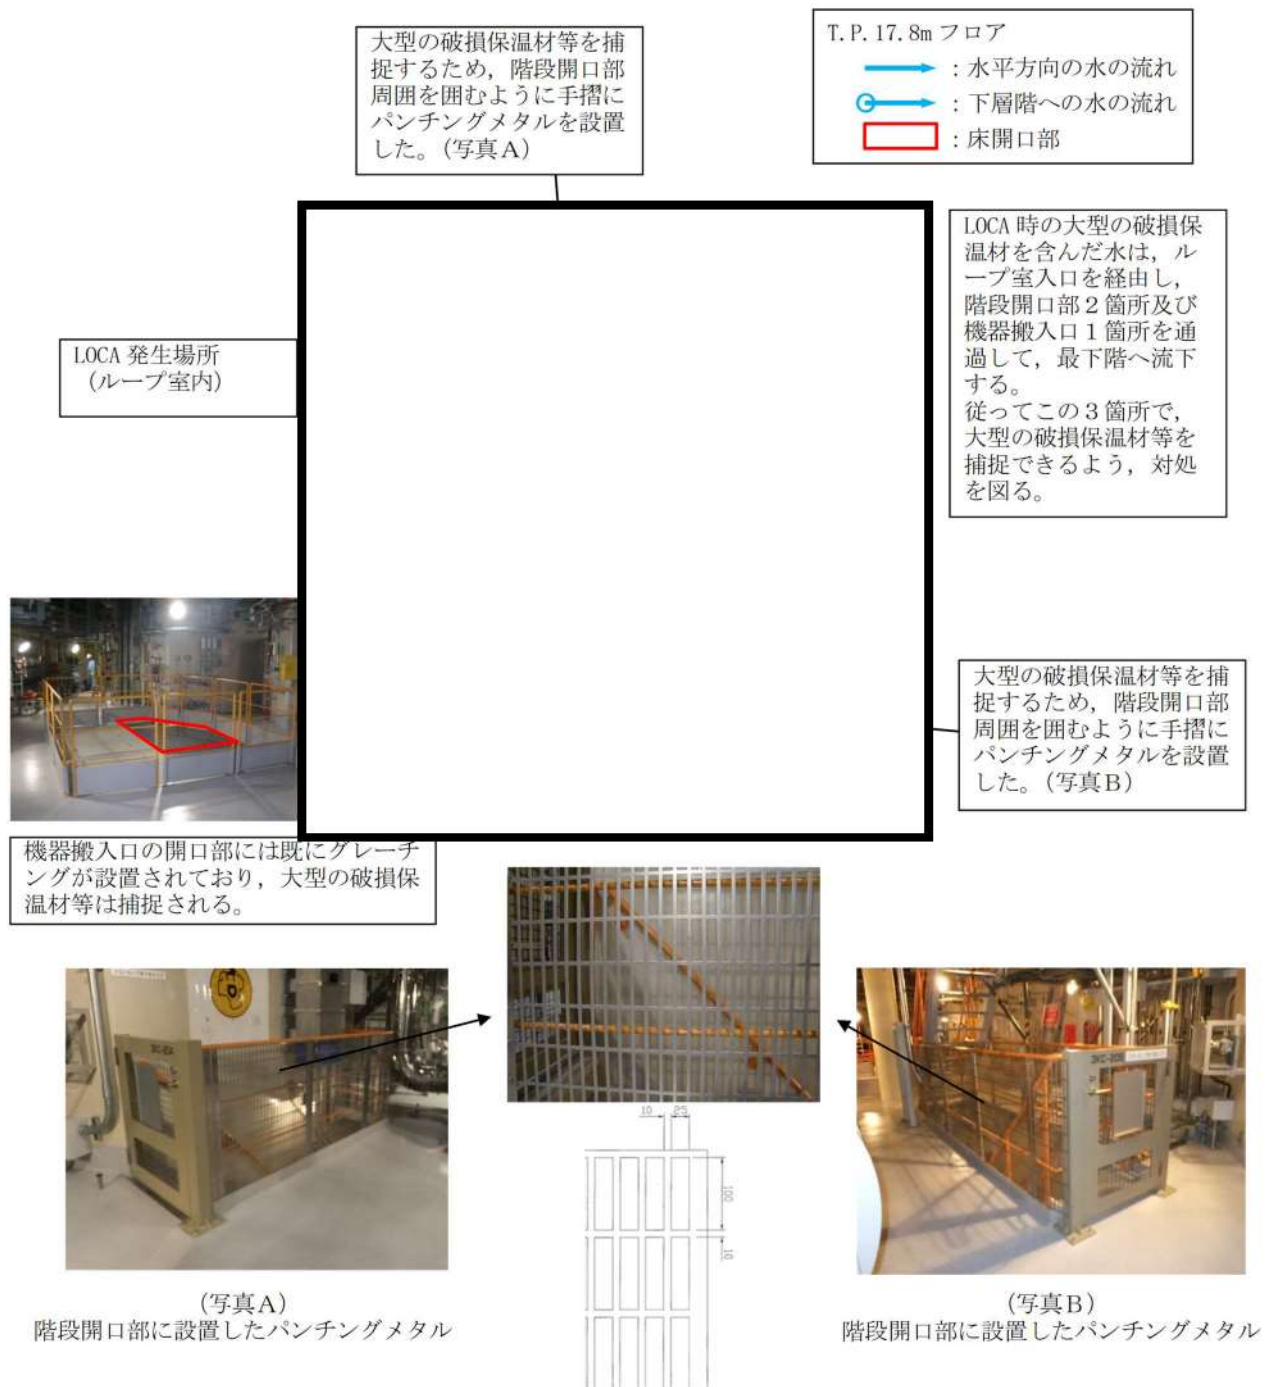 大型の破損保温材等を捕
捉するため，階段開口部
周囲を囲むように手摺に
パンチングメタルを設置
した。（写真Ａ）
T.P.17.8m フロア
：水平方向の水の流れ
：下層階への水の流れ
：床開口部
LOCA 時の大型の破損保
温材を含んだ水は，ル
ープ室入口を経由し，
階段開口部２箇所及び
機器搬入口１箇所を通
過して，最下階へ流下
する。
従ってこの３箇所で，
大型の破損保温材等を
捕捉できるよう，対処
を図る。
LOCA 発生場所
（ループ室内）
大型の破損保温材等を捕
捉するため，階段開口部
周囲を囲むように手摺に
パンチングメタルを設置
した。（写真Ｂ）
機器搬入口の開口部には既にグレーチ
ングが設置されており，大型の破損保
温材等は捕捉される。
10
25
100
10
（写真Ａ）
階段開口部に設置したパンチングメタル
（写真Ｂ）
階段開口部に設置したパンチングメタル